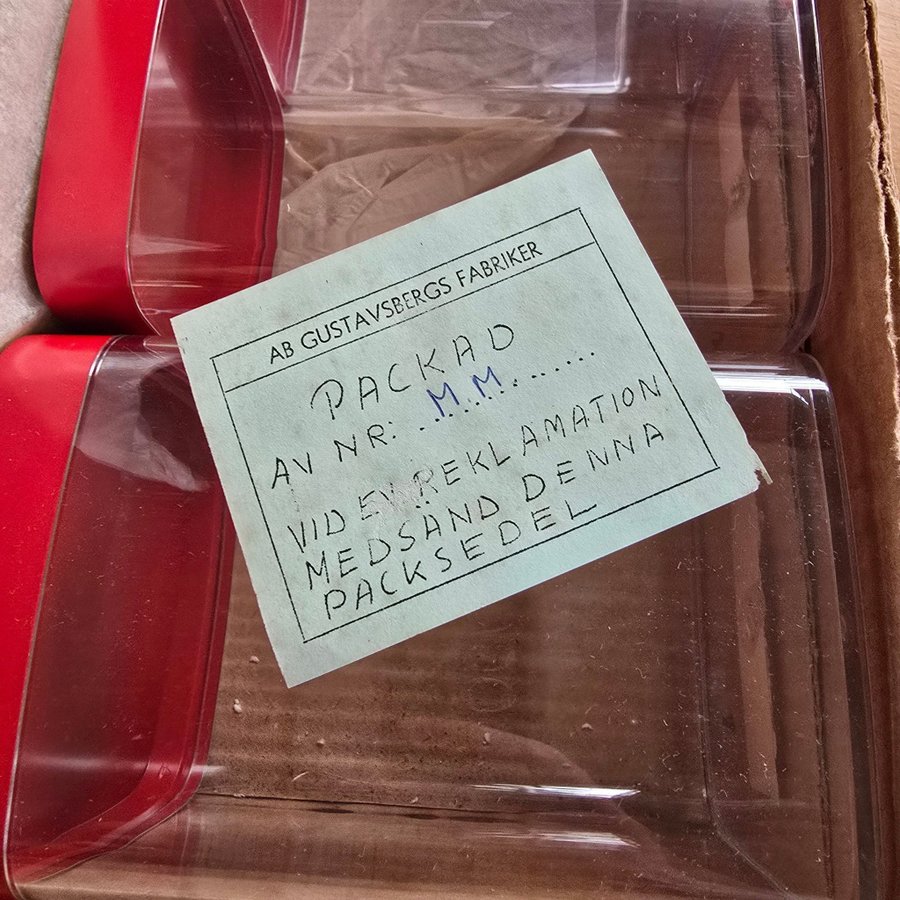 AB GUSTAVSBERGS FABRIKER
PACKAD
AV NR: M.M.............
VID EV. REKLAMATION
MEDSÄND DENNA
PACKSEDEL